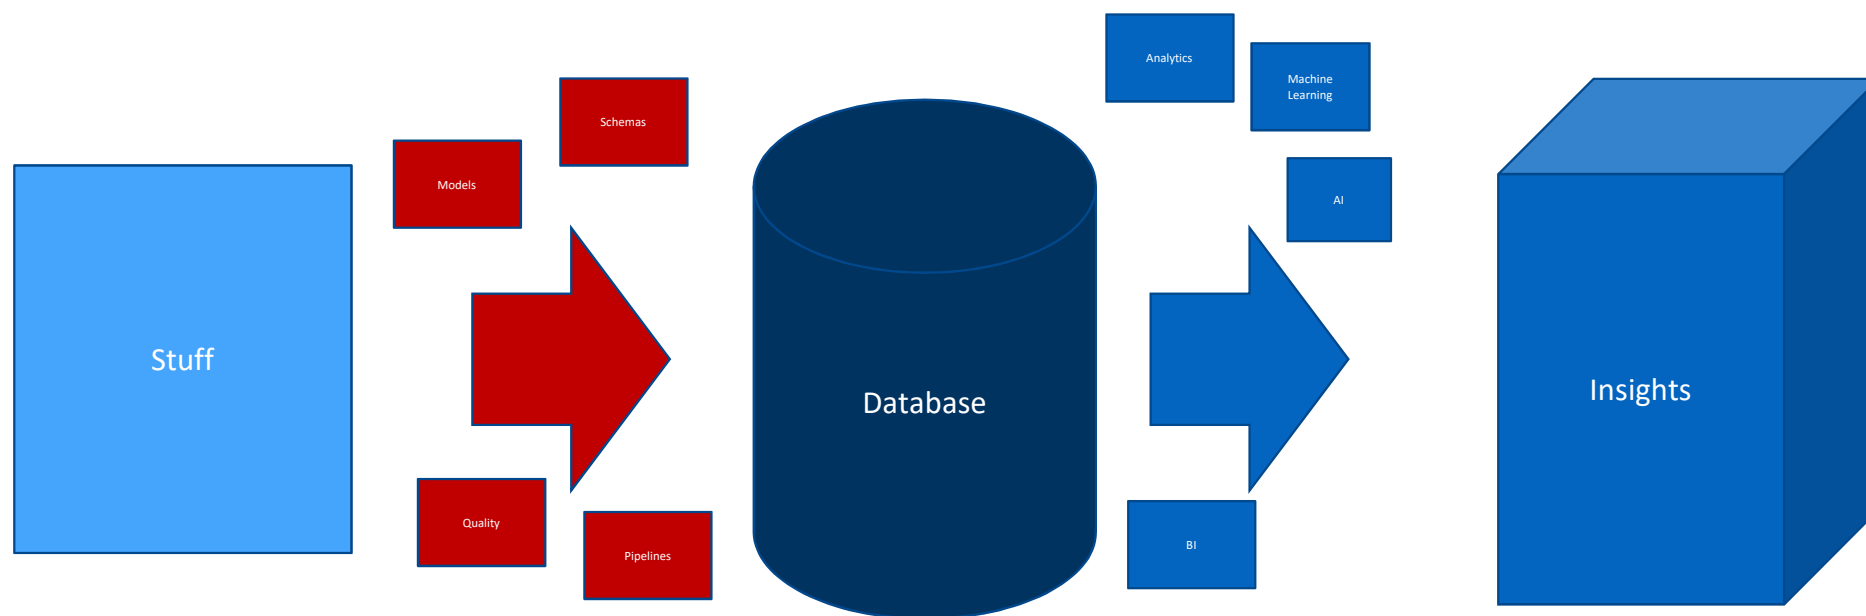 Stuff
Models
Schemas
Quality
Pipelines
Database
Analytics
Machine
Learning
AI
BI
Insights